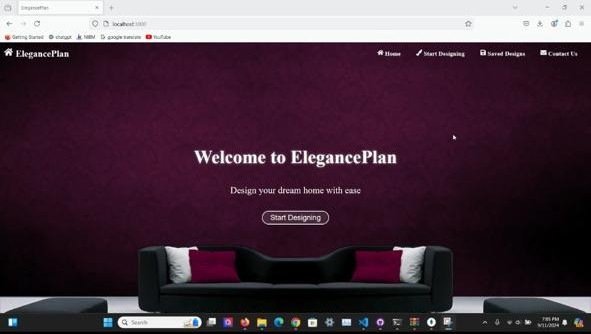 ElegancePlan
localhost:3000
Getting Started
chatgpt
NIBM
google translate
YouTube
ElegancePlan
Home
Start Designing
Saved Designs
Contact Us
Welcome to ElegancePlan
Design your dream home with ease
Start Designing
Search
7:05 PM
9/11/2024